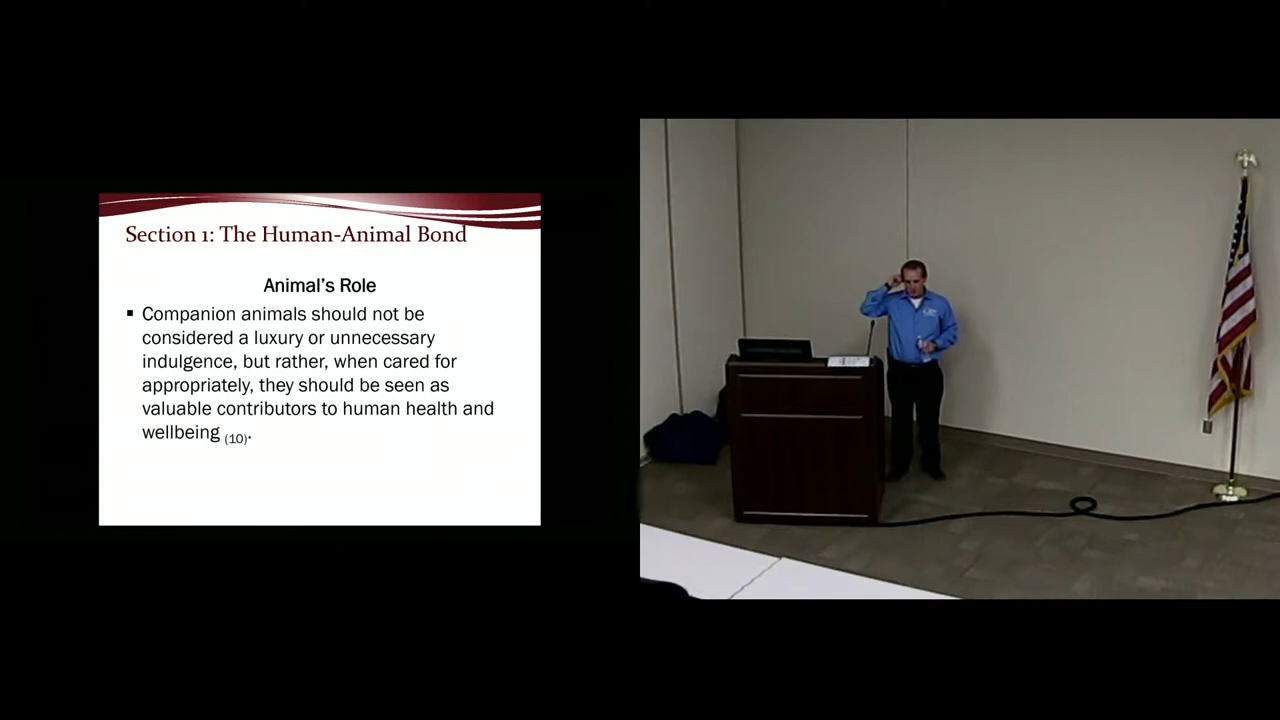 Section 1: The Human-Animal Bond
Animal's Role
▪ Companion animals should not be
considered a luxury or unnecessary
indulgence, but rather, when cared for
appropriately, they should be seen as
valuable contributors to human health and
wellbeing (10).